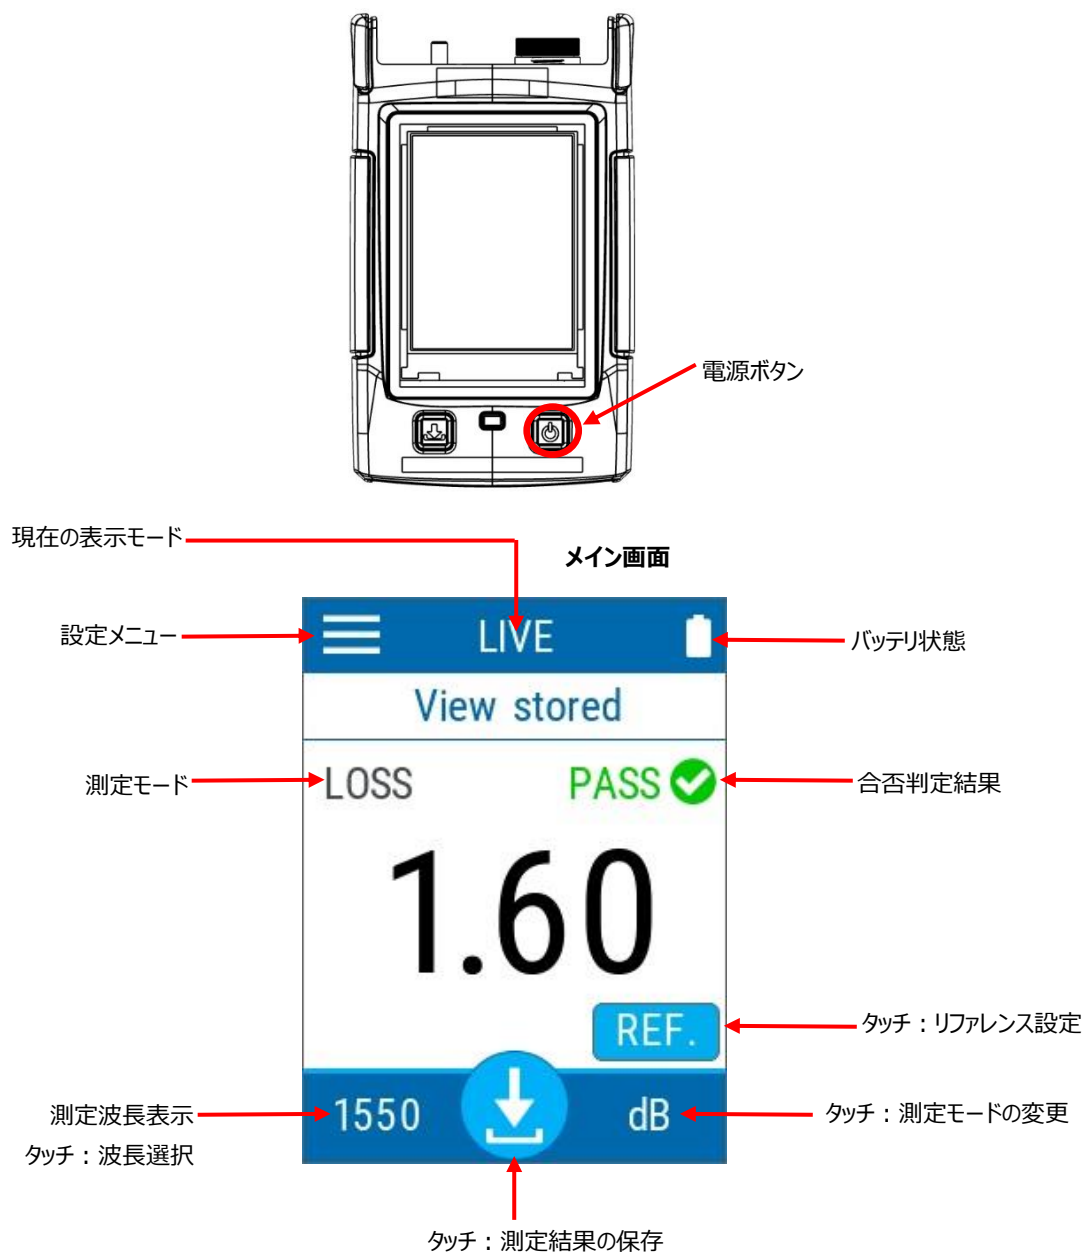 電源ボタン
現在の表示モード
メイン画面
設定メニュー
LIVE
バッテリ状態
View stored
測定モード
LOSS
PASS
合否判定結果
1.60
REF.
タッチ：リファレンス設定
測定波長表示
タッチ：波長選択
1550
dB
タッチ：測定モードの変更
タッチ：測定結果の保存